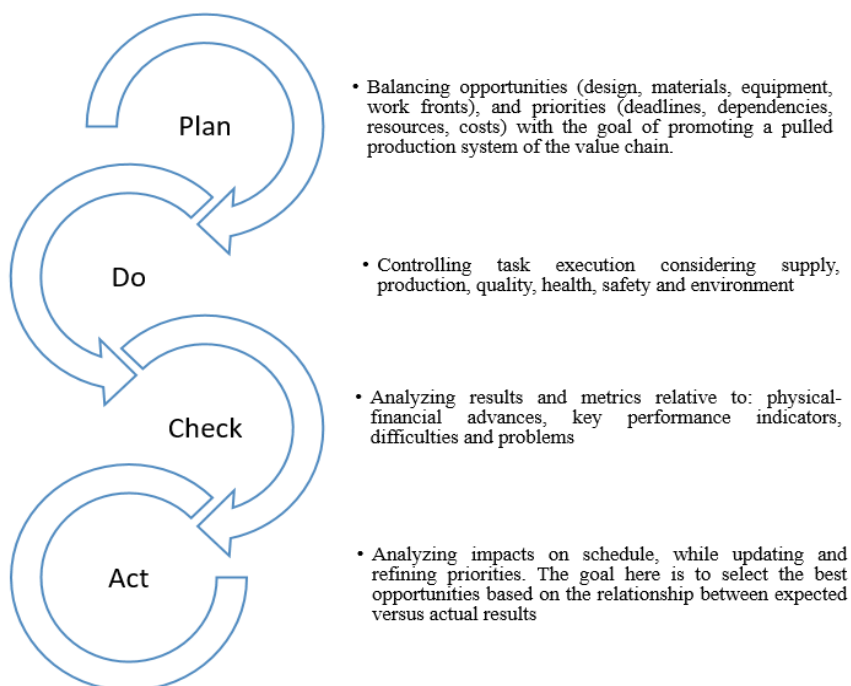 Plan
• Balancing opportunities (design, materials, equipment,
work fronts), and priorities (deadlines, dependencies,
resources, costs) with the goal of promoting a pulled
production system of the value chain.
Do
• Controlling task execution considering supply,
production, quality, health, safety and environment
Check
• Analyzing results and metrics relative to: physical-
financial advances, key performance indicators,
difficulties and problems
Act
• Analyzing impacts on schedule, while updating and
refining priorities. The goal here is to select the best
opportunities based on the relationship between expected
versus actual results